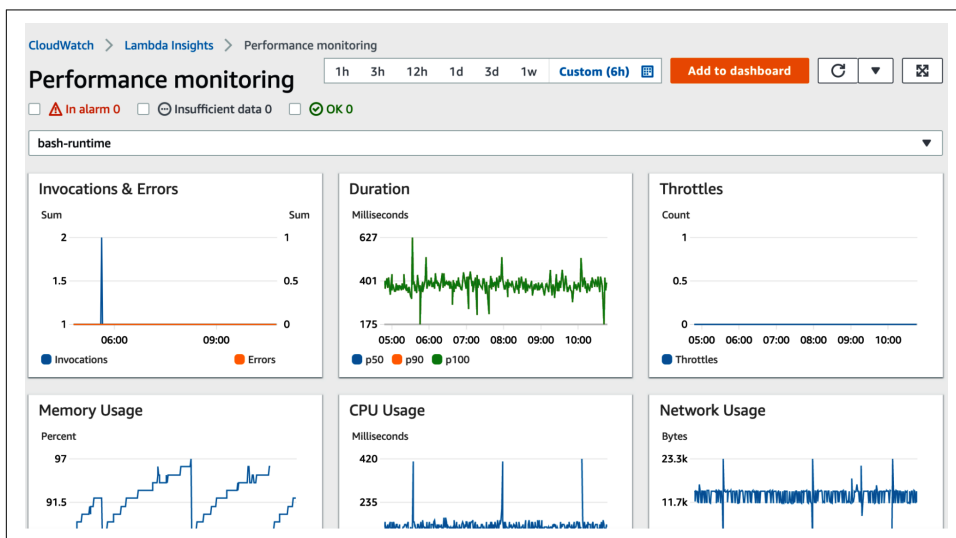 CloudWatch > Lambda Insights > Performance monitoring
Performance monitoring
1h 3h 12h 1d 3d 1w Custom (6h)
Add to dashboard
In alarm 0 Insufficient data 0 OK 0
bash-runtime
Invocations & Errors
Sum Sum
2 1
1.5 0.5
1 0
06:00 09:00
Invocations Errors
Duration
Milliseconds
627
401
175
05:00 06:00 07:00 08:00 09:00 10:00
p50 p90 p100
Throttles
Count
1
0.5
0
05:00 06:00 07:00 08:00 09:00 10:00
Throttles
Memory Usage
Percent
97
91.5
CPU Usage
Milliseconds
420
235
Network Usage
Bytes
23.3k
11.7k